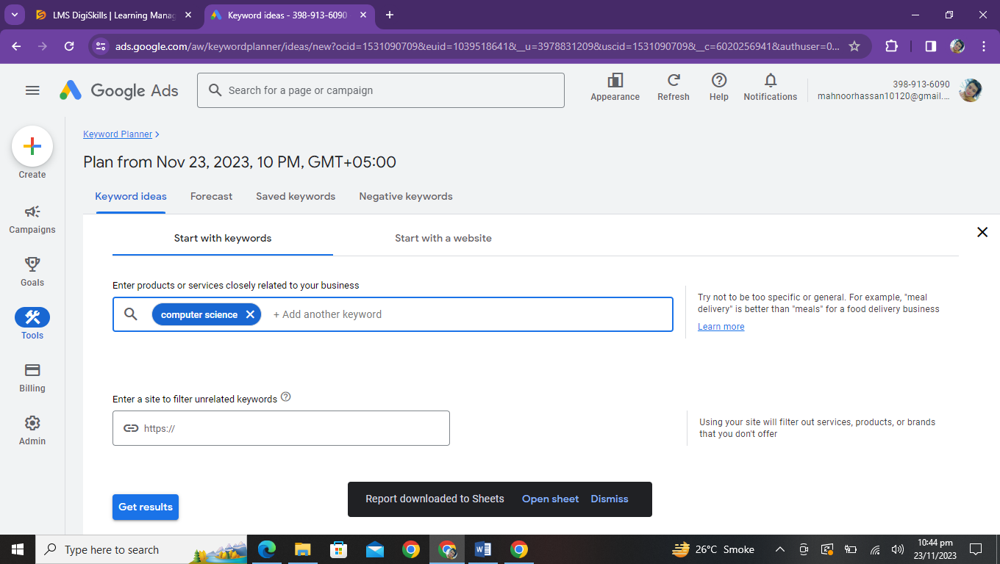 LMS DigiSkills | Learning Manag
Keyword ideas - 398-913-6090
ads.google.com/aw/keywordplanner/ideas/new?ocid=1531090709&euid=1039518641&__u=3978831209&uscid=1531090709&__c=6020256941&authuser=0...
Google Ads
Search for a page or campaign
Appearance
Refresh
Help
Notifications
398-913-6090
mahnoorhassan10120@gmail....
Create
Campaigns
Goals
Tools
Billing
Admin
Keyword Planner
Plan from Nov 23, 2023, 10 PM, GMT+05:00
Keyword ideas Forecast Saved keywords Negative keywords
Start with keywords Start with a website
Enter products or services closely related to your business
computer science + Add another keyword
Try not to be too specific or general. For example, "meal
delivery" is better than "meals" for a food delivery business
Learn more
Enter a site to filter unrelated keywords
https://
Using your site will filter out services, products, or brands
that you don't offer
Get results
Report downloaded to Sheets Open sheet Dismiss
Type here to search
26°C Smoke
10:44 pm
23/11/2023